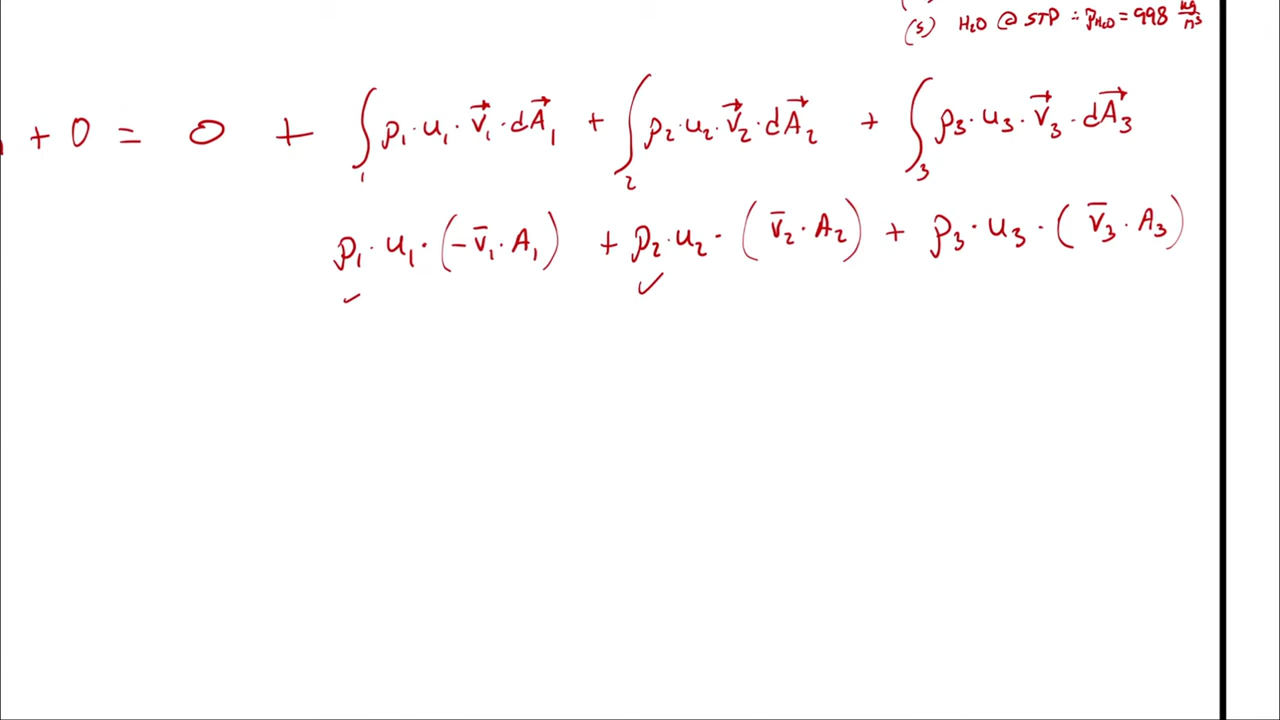 (5) H₂O @ STP ∴ ρH₂O = 998 kg/m³
+ 0 = 0 + ∫₁ ρ₁·u₁·V⃗₁·dA⃗₁ + ∫₂ ρ₂·u₂·V⃗₂·dA⃗₂ + ∫₃ ρ₃·u₃·V⃗₃·dA⃗₃
ρ₁·u₁·(-V̄₁·A₁) + ρ₂·u₂·(V̄₂·A₂) + ρ₃·u₃·(V̄₃·A₃)
✓ ✓